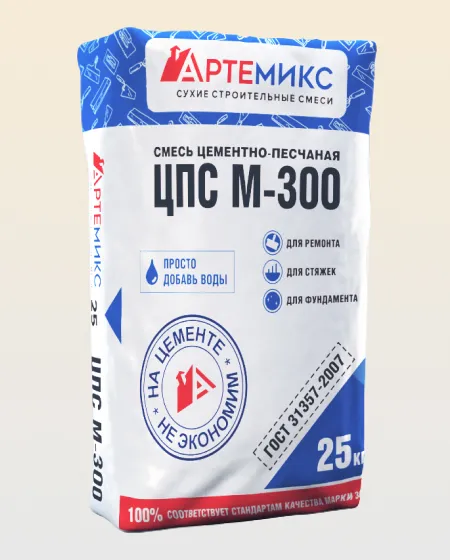 АРТЕМИКС
СУХИЕ СТРОИТЕЛЬНЫЕ СМЕСИ
СМЕСЬ ЦЕМЕНТНО-ПЕСЧАНАЯ
ЦПС М-300
ПРОСТО
ДОБАВЬ ВОДЫ
ДЛЯ РЕМОНТА
ДЛЯ СТЯЖЕК
ДЛЯ ФУНДАМЕНТА
НА ЦЕМЕНТЕ
НЕ ЭКОНОМИМ
ГОСТ 31357-2007
25 кг
100% СООТВЕТСТВУЕТ СТАНДАРТАМ КАЧЕСТВА МАРКИ
АРТЕМИКС
25
ЦПС М-300